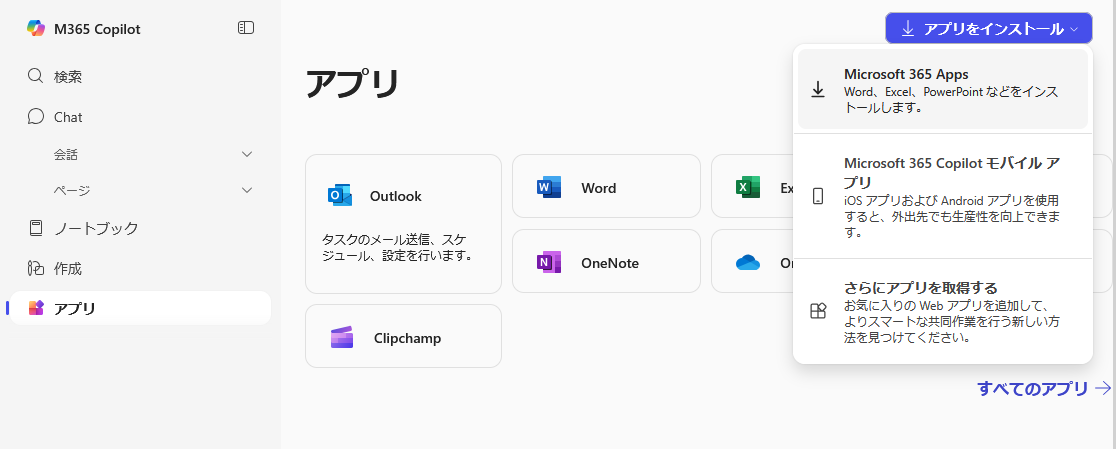 M365 Copilot
検索
Chat
会話
ページ
ノートブック
作成
アプリ
アプリをインストール
アプリ
Outlook
タスクのメール送信、スケ
ジュール、設定を行います。
Word
Ex
OneNote
Clipchamp
Microsoft 365 Apps
Word、Excel、PowerPoint などをインス
トールします。
Microsoft 365 Copilot モバイル ア
プリ
iOS アプリおよび Android アプリを使用
すると、外出先でも生産性を向上できま
す。
さらにアプリを取得する
お気に入りの Web アプリを追加して、
よりスマートな共同作業を行う新しい方
法を見つけてください。
すべてのアプリ